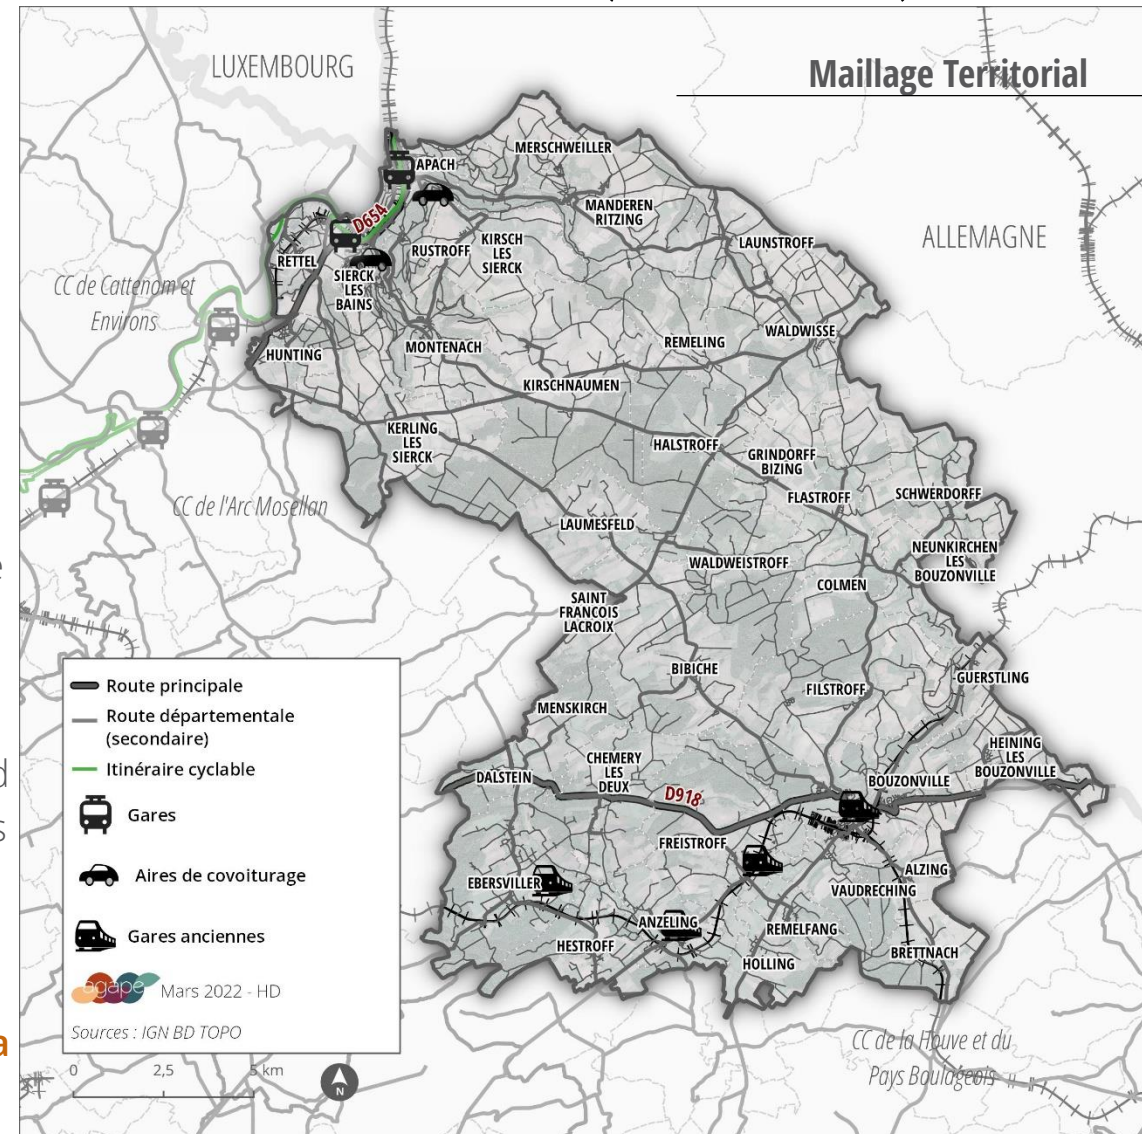 Maillage Territorial
LUXEMBOURG
ALLEMAGNE
CC de Cattenom et
Environs
CC de l'Arc Mosellan
CC de la Houve et du
Pays Boulageois
APACH
MERSCHWEILLER
MANDEREN
RITZING
LAUNSTROFF
D654
RUSTROFF
KIRSCH
LES
SIERCK
RETTEL
SIERCK
LES
BAINS
WALDWISSE
HUNTING
MONTENACH
REMELING
KIRSCHNAUMEN
KERLING
LES
SIERCK
HALSTROFF
GRINDORFF
BIZING
FLASTROFF
SCHWERDORFF
LAUMESFELD
NEUNKIRCHEN
LES
BOUZONVILLE
WALDWEISTROFF
COLMEN
SAINT
FRANCOIS
LACROIX
BIBICHE
GUERSTLING
FILSTROFF
MENSKIRCH
HEINING
LES
BOUZONVILLE
CHEMERY
LES
DEUX
DALSTEIN
BOUZONVILLE
D918
FREISTROFF
ALZING
EBERSVILLER
VAUDRECHING
ANZELING
REMELFANG
HESTROFF
BRETTNACH
HOLLING
Route principale
Route départementale
(secondaire)
Itinéraire cyclable
Gares
Aires de covoiturage
Gares anciennes
agape Mars 2022 - HD
Sources : IGN BD TOPO
0 2,5 5 km
N
e
d
s
a